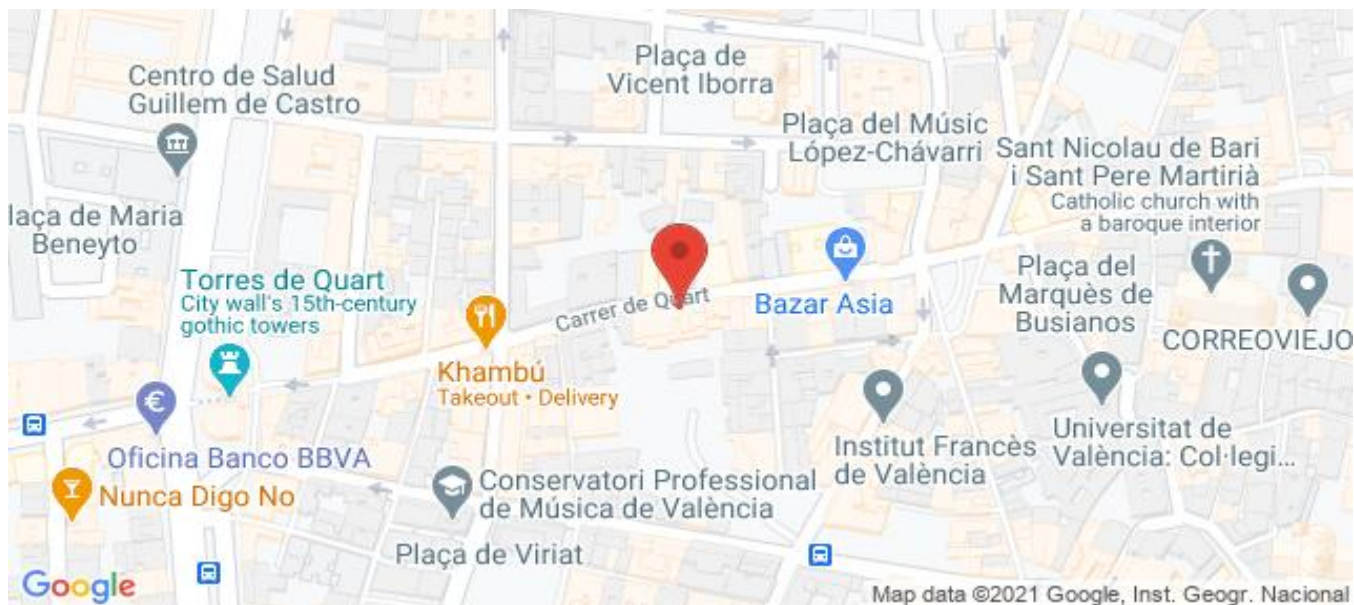 Plaça de
Vicent Iborra
Centro de Salud
Guillem de Castro
Plaça del Músic
López-Chávarri
Sant Nicolau de Bari
i Sant Pere Martirià
Catholic church with
a baroque interior
laça de Maria
Beneyto
Torres de Quart
City wall's 15th-century
gothic towers
Carrer de Quart
Bazar Asia
Plaça del
Marquès de
Busianos
CORREOVIEJO
Khambú
Takeout • Delivery
€
Oficina Banco BBVA
Nunca Digo No
Institut Francès
de València
Universitat de
València: Col·legi...
Conservatori Professional
de Música de València
Plaça de Viriat
Google
Map data ©2021 Google, Inst. Geogr. Nacional